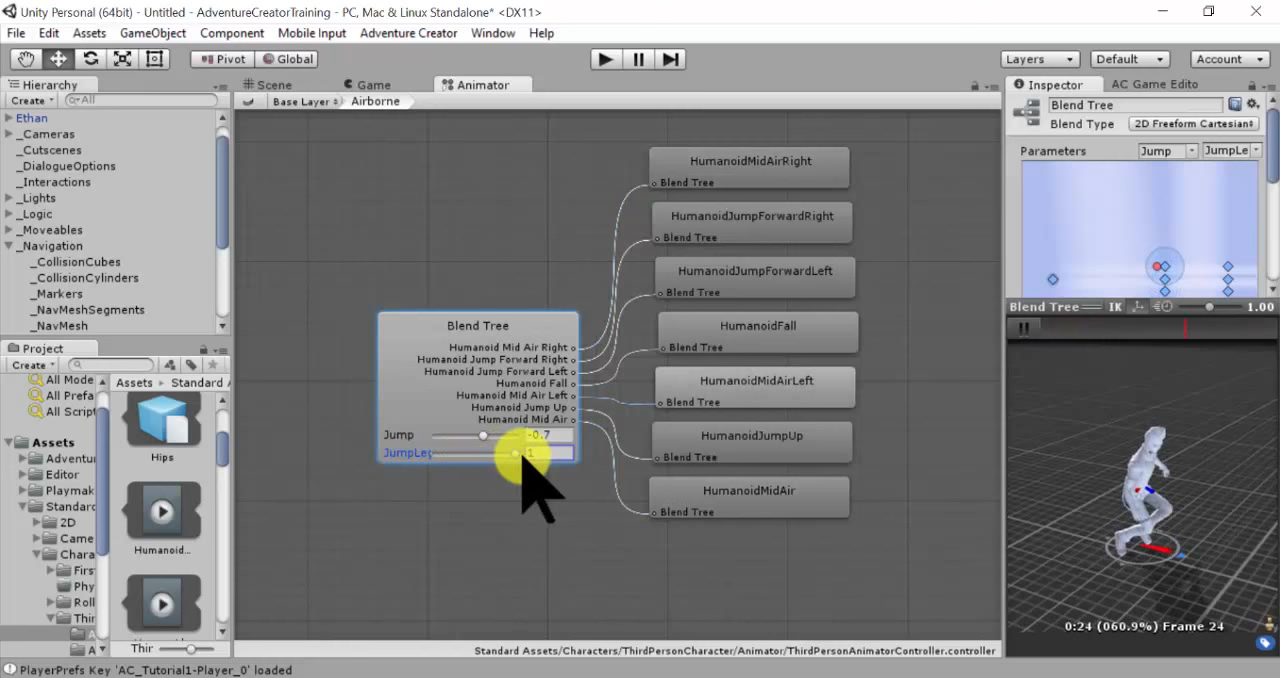 Unity Personal (64bit) - Untitled - AdventureCreatorTraining - PC, Mac & Linux Standalone* <DX11>
File Edit Assets GameObject Component Mobile Input Adventure Creator Window Help
Pivot Global Layers Default Account
Hierarchy
Create All
Ethan
_Cameras
_Cutscenes
_DialogueOptions
_Interactions
_Lights
_Logic
_Moveables
_Navigation
_CollisionCubes
_CollisionCylinders
_Markers
_NavMeshSegments
_NavMesh
Project
Create
All Mode
All Prefa
All Script
Assets
Adventur
Editor
Playmak
Standard
2D
Came
Chara
First
Phy
Roll
Thir
A
A
Assets Standard A
Hips
Humanoid...
Thir
Scene Game Animator
Base Layer Airborne
Blend Tree
Humanoid Mid Air Right
Humanoid Jump Forward Right
Humanoid Jump Forward Left
Humanoid Fall
Humanoid Mid Air Left
Humanoid Jump Up
Humanoid Mid Air
Jump -0.7
JumpLeg 1
HumanoidMidAirRight
Blend Tree
HumanoidJumpForwardRight
Blend Tree
HumanoidJumpForwardLeft
Blend Tree
HumanoidFall
Blend Tree
HumanoidMidAirLeft
Blend Tree
HumanoidJumpUp
Blend Tree
HumanoidMidAir
Blend Tree
Standard Assets/Characters/ThirdPersonCharacter/Animator/ThirdPersonAnimatorController.controller
Inspector AC Game Edito
Blend Tree
Blend Type 2D Freeform Cartesian
Parameters Jump JumpLe
Blend Tree IK 1.00
0:24 (060.9%) Frame 24
PlayerPrefs Key 'AC_Tutorial1-Player_0' loaded